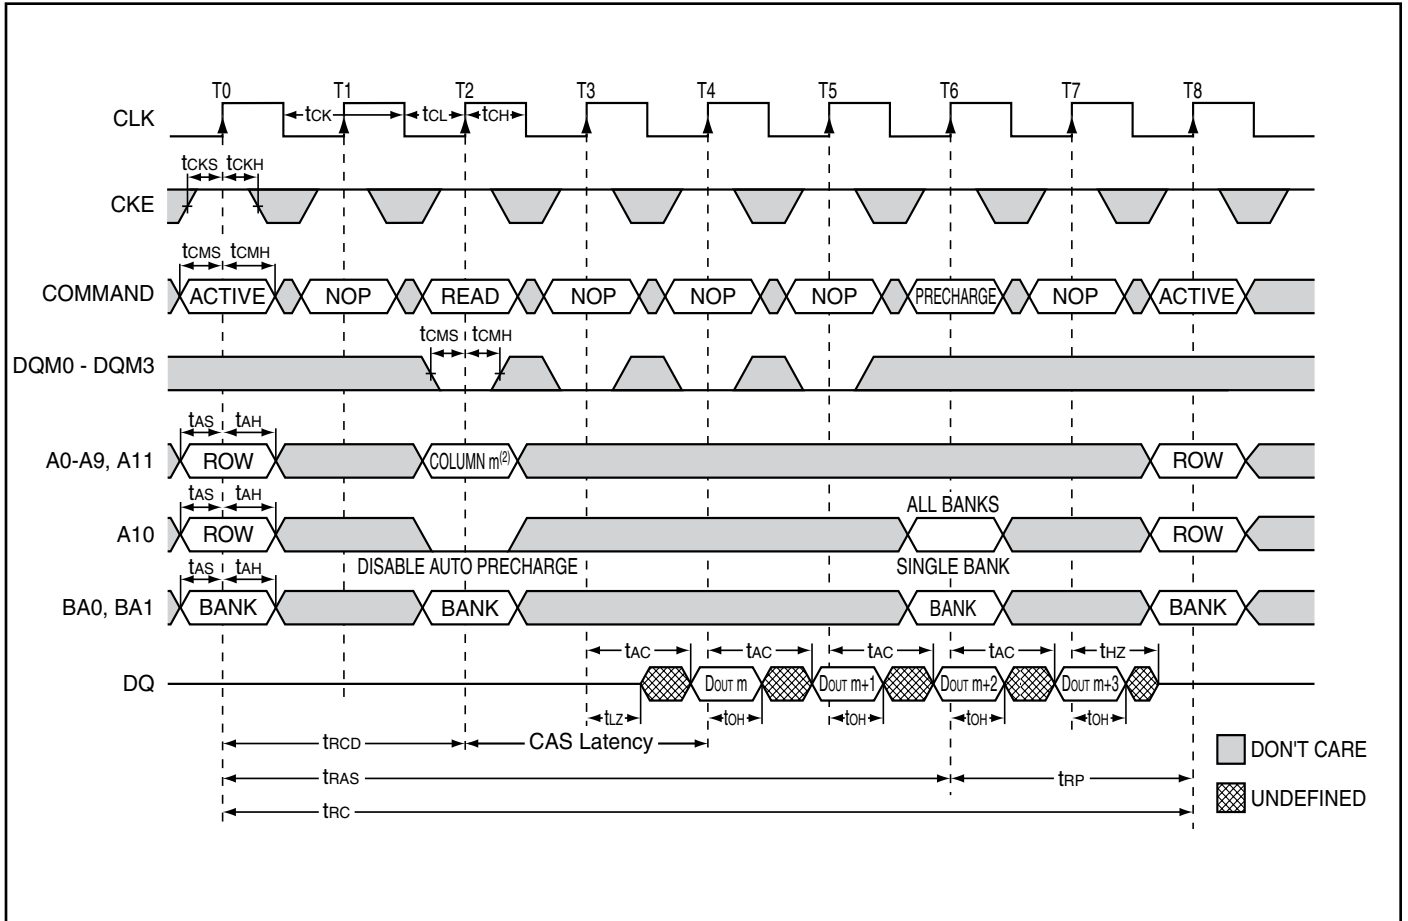 T0 T1 T2 T3 T4 T5 T6 T7 T8
CLK tCK tCL tCH
tCKS tCKH
CKE
tCMS tCMH
COMMAND ACTIVE NOP READ NOP NOP NOP PRECHARGE NOP ACTIVE
tCMS tCMH
DQM0 - DQM3
tAS tAH
A0-A9, A11 ROW COLUMN m(2) ROW
tAS tAH ALL BANKS
A10 ROW ROW
tAS tAH DISABLE AUTO PRECHARGE SINGLE BANK
BA0, BA1 BANK BANK BANK BANK
tAC tAC tAC tAC tHZ
DQ DOUT m DOUT m+1 DOUT m+2 DOUT m+3
tLZ tOH tOH tOH tOH
tRCD CAS Latency
DON'T CARE
tRAS tRP
UNDEFINED
tRC